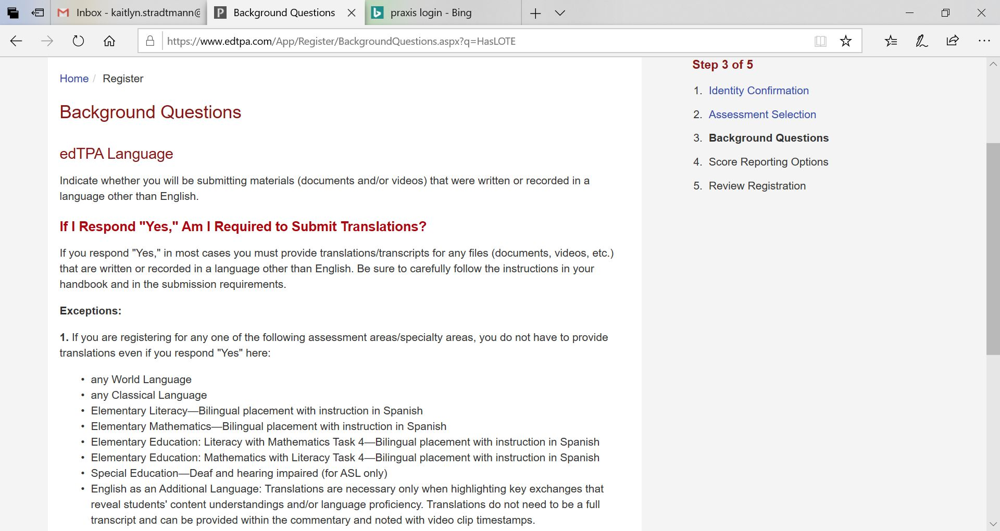 Inbox - kaitlyn.stradtmann@
Background Questions
praxis login - Bing
https://www.edtpa.com/App/Register/BackgroundQuestions.aspx?q=HasLOTE
Home / Register
Background Questions
edTPA Language
Indicate whether you will be submitting materials (documents and/or videos) that were written or recorded in a
language other than English.
If I Respond "Yes," Am I Required to Submit Translations?
If you respond "Yes," in most cases you must provide translations/transcripts for any files (documents, videos, etc.)
that are written or recorded in a language other than English. Be sure to carefully follow the instructions in your
handbook and in the submission requirements.
Exceptions:
1. If you are registering for any one of the following assessment areas/specialty areas, you do not have to provide
translations even if you respond "Yes" here:
• any World Language
• any Classical Language
• Elementary Literacy—Bilingual placement with instruction in Spanish
• Elementary Mathematics—Bilingual placement with instruction in Spanish
• Elementary Education: Literacy with Mathematics Task 4—Bilingual placement with instruction in Spanish
• Elementary Education: Mathematics with Literacy Task 4—Bilingual placement with instruction in Spanish
• Special Education—Deaf and hearing impaired (for ASL only)
• English as an Additional Language: Translations are necessary only when highlighting key exchanges that
reveal students' content understandings and/or language proficiency. Translations do not need to be a full
transcript and can be provided within the commentary and noted with video clip timestamps.
Step 3 of 5
1. Identity Confirmation
2. Assessment Selection
3. Background Questions
4. Score Reporting Options
5. Review Registration